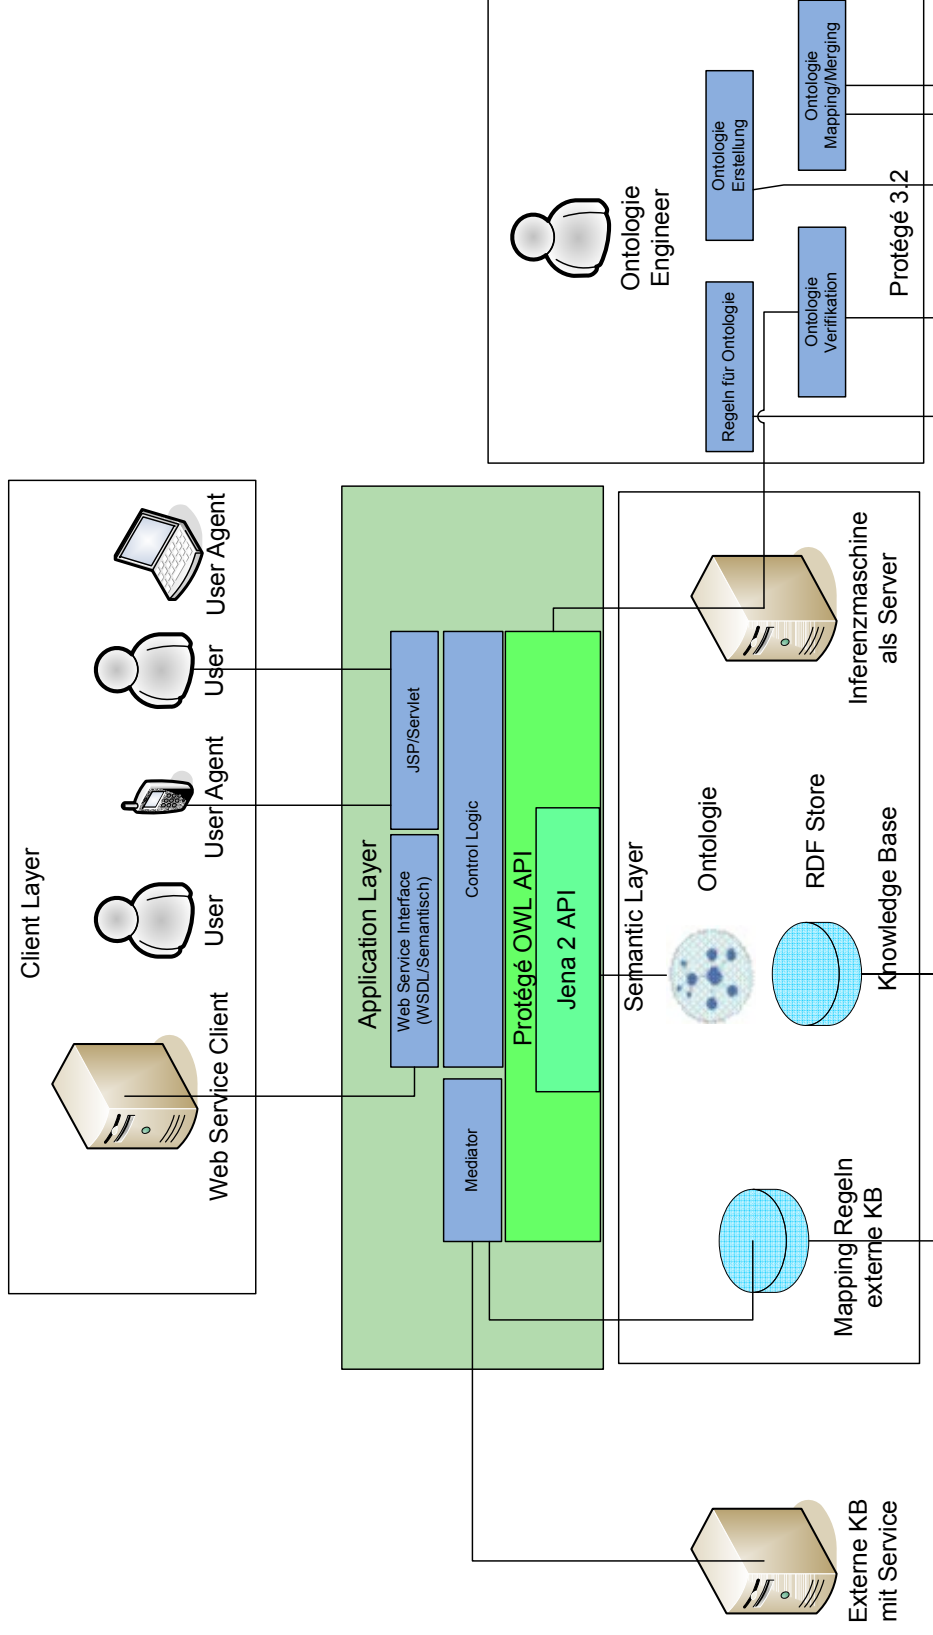 Client Layer
Web Service Client
User
User Agent
User
User Agent
Application Layer
Web Service Interface
(WSDL/Semantisch)
JSP/Servlet
Mediator
Control Logic
Protégé OWL API
Jena 2 API
Semantic Layer
Ontologie
RDF Store
Knowledge Base
Mapping Regeln
externe KB
Inferenzmaschine
als Server
Externe KB
mit Service
Ontologie
Engineer
Regeln für Ontologie
Ontologie
Erstellung
Ontologie
Verifikation
Ontologie
Mapping/Merging
Protégé 3.2